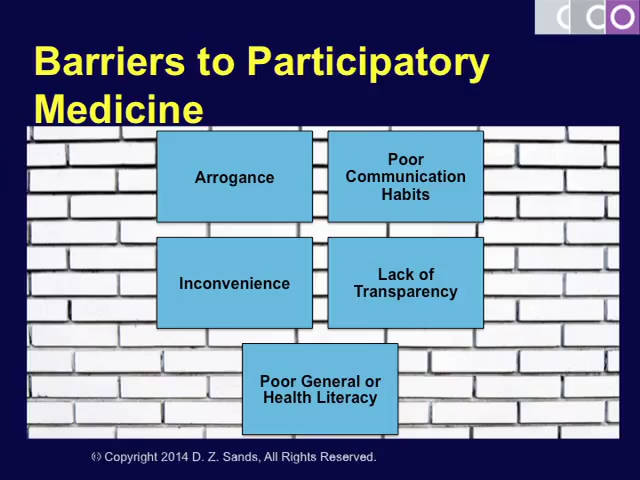 Barriers to Participatory
Medicine
Arrogance
Poor
Communication
Habits
Inconvenience
Lack of
Transparency
Poor General or
Health Literacy
© Copyright 2014 D. Z. Sands, All Rights Reserved.